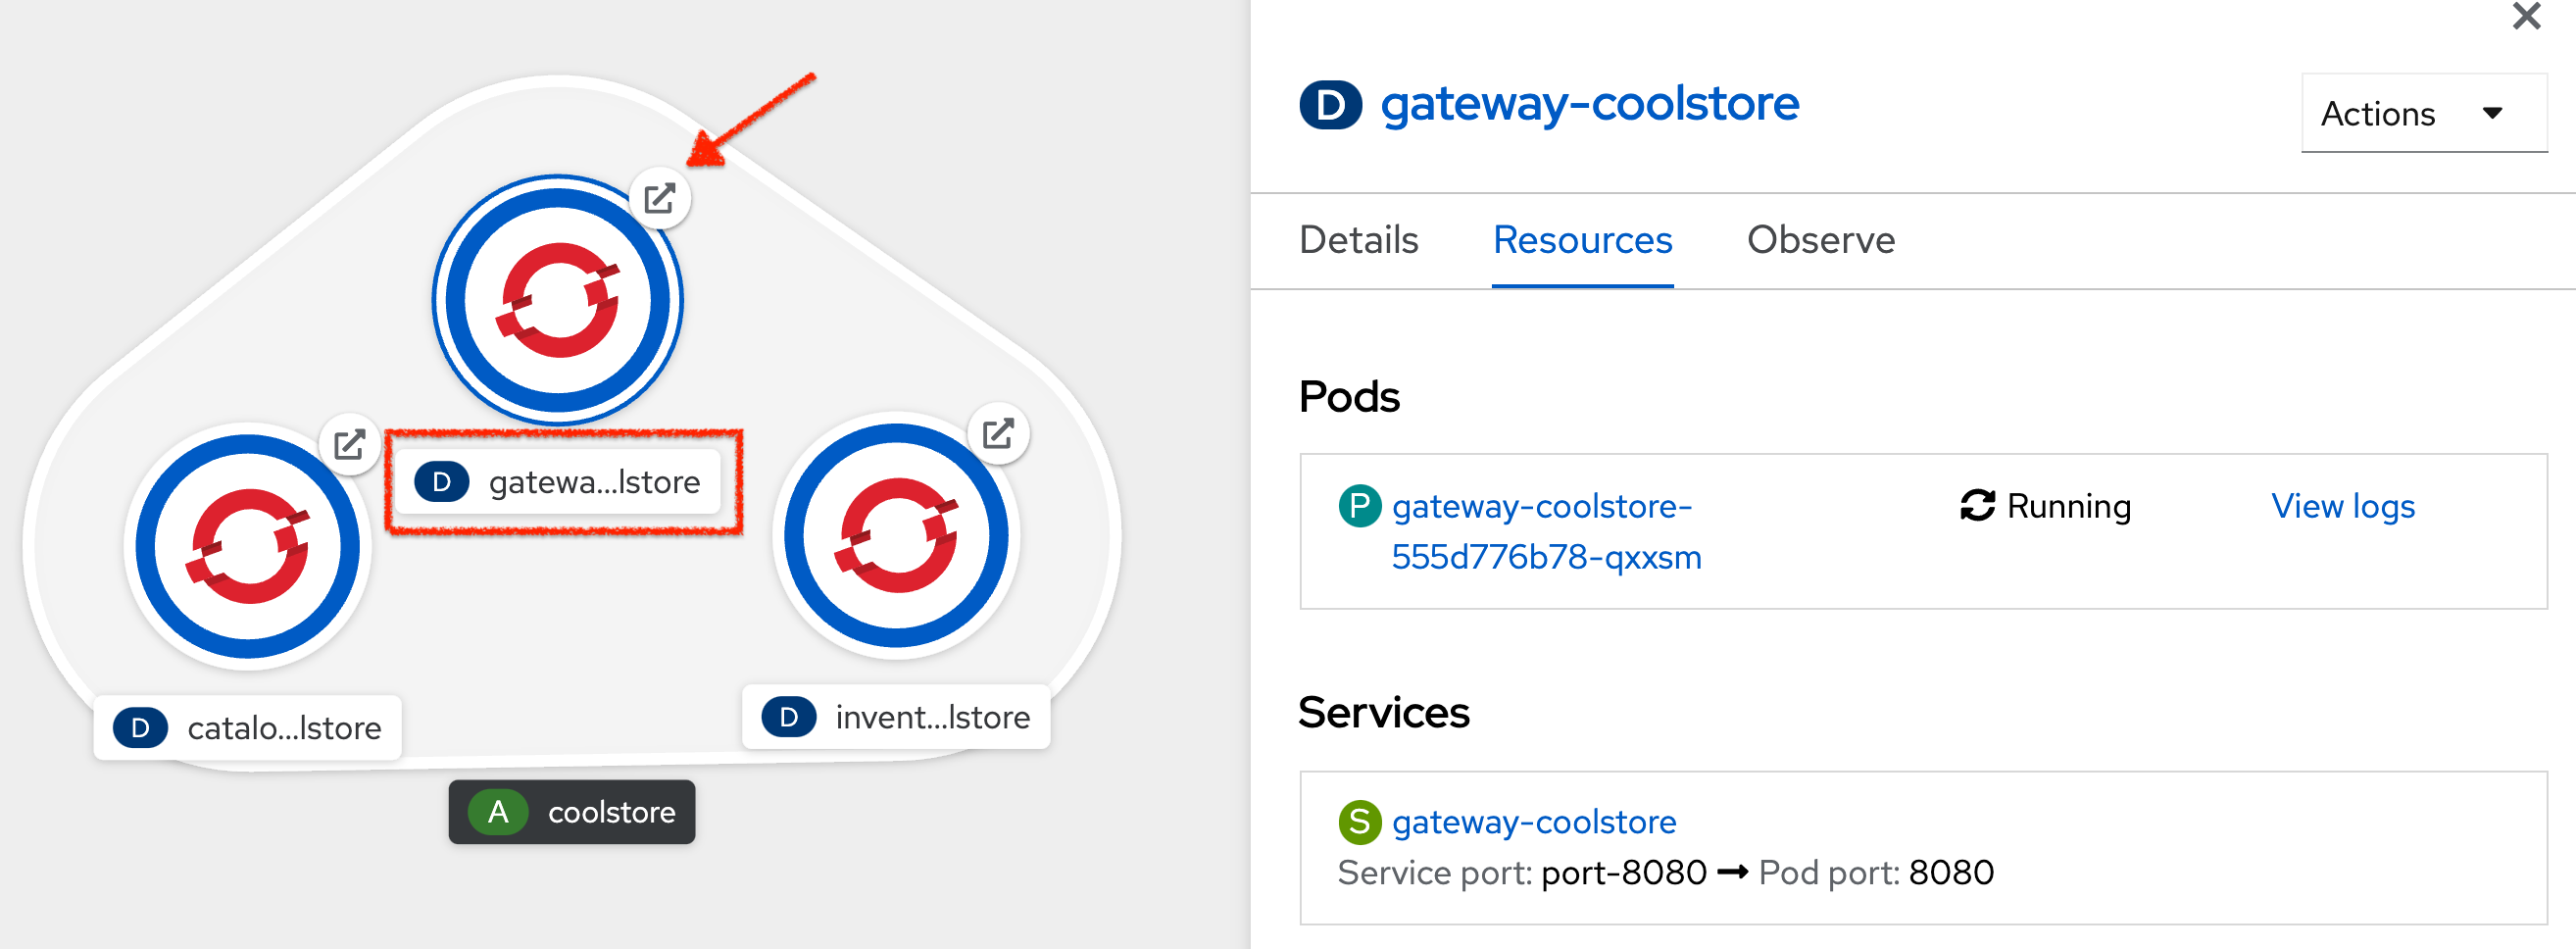 D gatewa...lstore
D catalo...lstore
D invent...lstore
A coolstore
D gateway-coolstore
Actions
Details Resources Observe
Pods
P gateway-coolstore-
555d776b78-qxxsm
Running
View logs
Services
S gateway-coolstore
Service port: port-8080 → Pod port: 8080